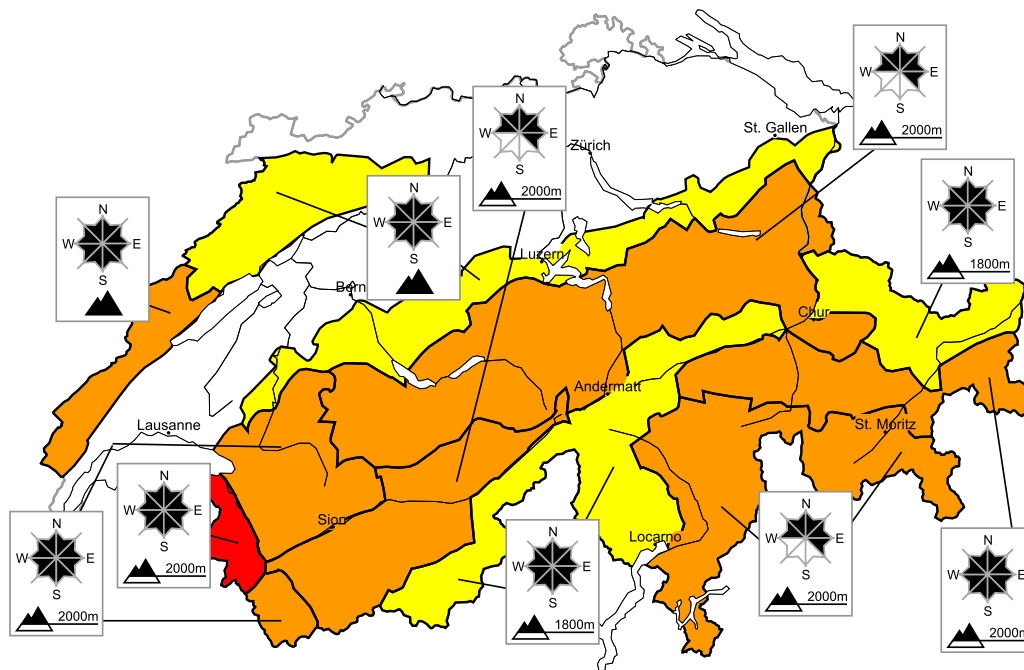 N
W E
S
2000m
St. Gallen
N
W E
S
2000m
Zürich
N
W E
S
1800m
N
W E
S
N
W E
S
Luzern
Bern
Chur
Andermatt
St. Moritz
Lausanne
N
W E
S
2000m
Sion
N
W E
S
2000m
N
W E
S
1800m
Locarno
N
W E
S
2000m
N
W E
S
2000m